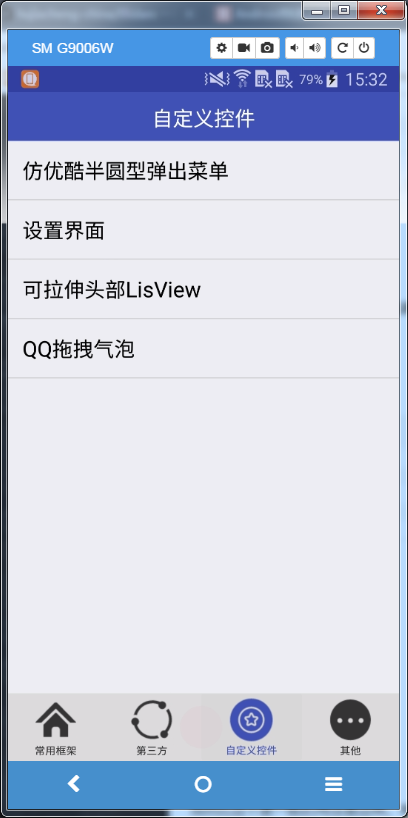 SM G9006W
79%
15:32
自定义控件
仿优酷半圆型弹出菜单
设置界面
可拉伸头部LisView
QQ拖拽气泡
常用框架
第三方
自定义控件
其他